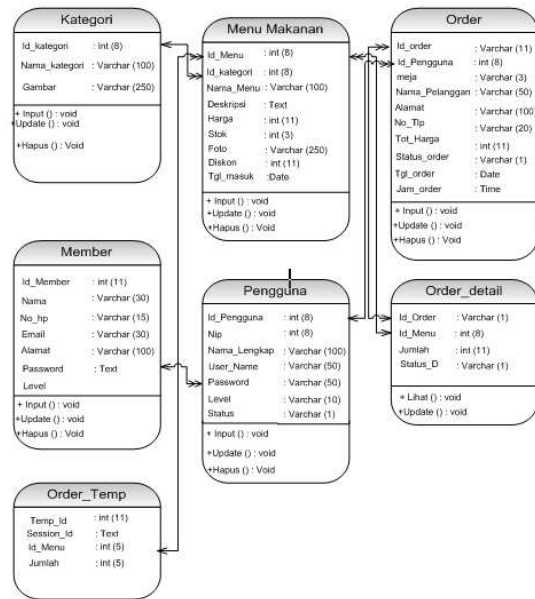 Kategori
Id_kategori : Int (8)
Nama_kategori : Varchar (100)
Gambar : Varchar (250)
+ Input () : void
+Update () : void
+Hapus () : Void
Menu Makanan
Id_Menu : int (8)
Id_kategori : int (8)
Nama_Menu : Varchar (100)
Deskripsi : Text
Harga : int (11)
Stok : int (3)
Foto : Varchar (250)
Diskon : int (11)
Tgl_masuk :Date
+ Input () : void
+Update () : void
+Hapus () : Void
Order
Id_order : Varchar (11)
Id_Pengguna : int (8)
meja : Varchar (3)
Nama_Pelanggan : Varchar (50)
Alamat : Varchar (100)
No_Tlp : Varchar (20)
Tot_Harga : int (11)
Status_order : Varchar (1)
Tgl_order : Date
Jam_order : Time
+ Input () : void
+Update () : void
+Hapus () : Void
Member
Id_Member : int (11)
Nama : Varchar (30)
No_hp : Varchar (15)
Email : Varchar (30)
Alamat : Varchar (100)
Password : Text
Level
+ Input () : void
+Update () : void
+Hapus () : Void
Pengguna
Id_Pengguna : int (8)
Nip : int (8)
Nama_Lengkap : Varchar (100)
User_Name : Varchar (50)
Password : Varchar (50)
Level : Varchar (10)
Status : Varchar (1)
+ Input () : void
+Update () : void
+Hapus () : Void
Order_detail
Id_Order : Varchar (1)
Id_Menu : int (8)
Jumlah : int (11)
Status_D : Varchar (1)
+ Lihat () : void
+Update () : void
Order_Temp
Temp_Id : int (11)
Session_Id : Text
Id_Menu : int (5)
Jumlah : int (5)